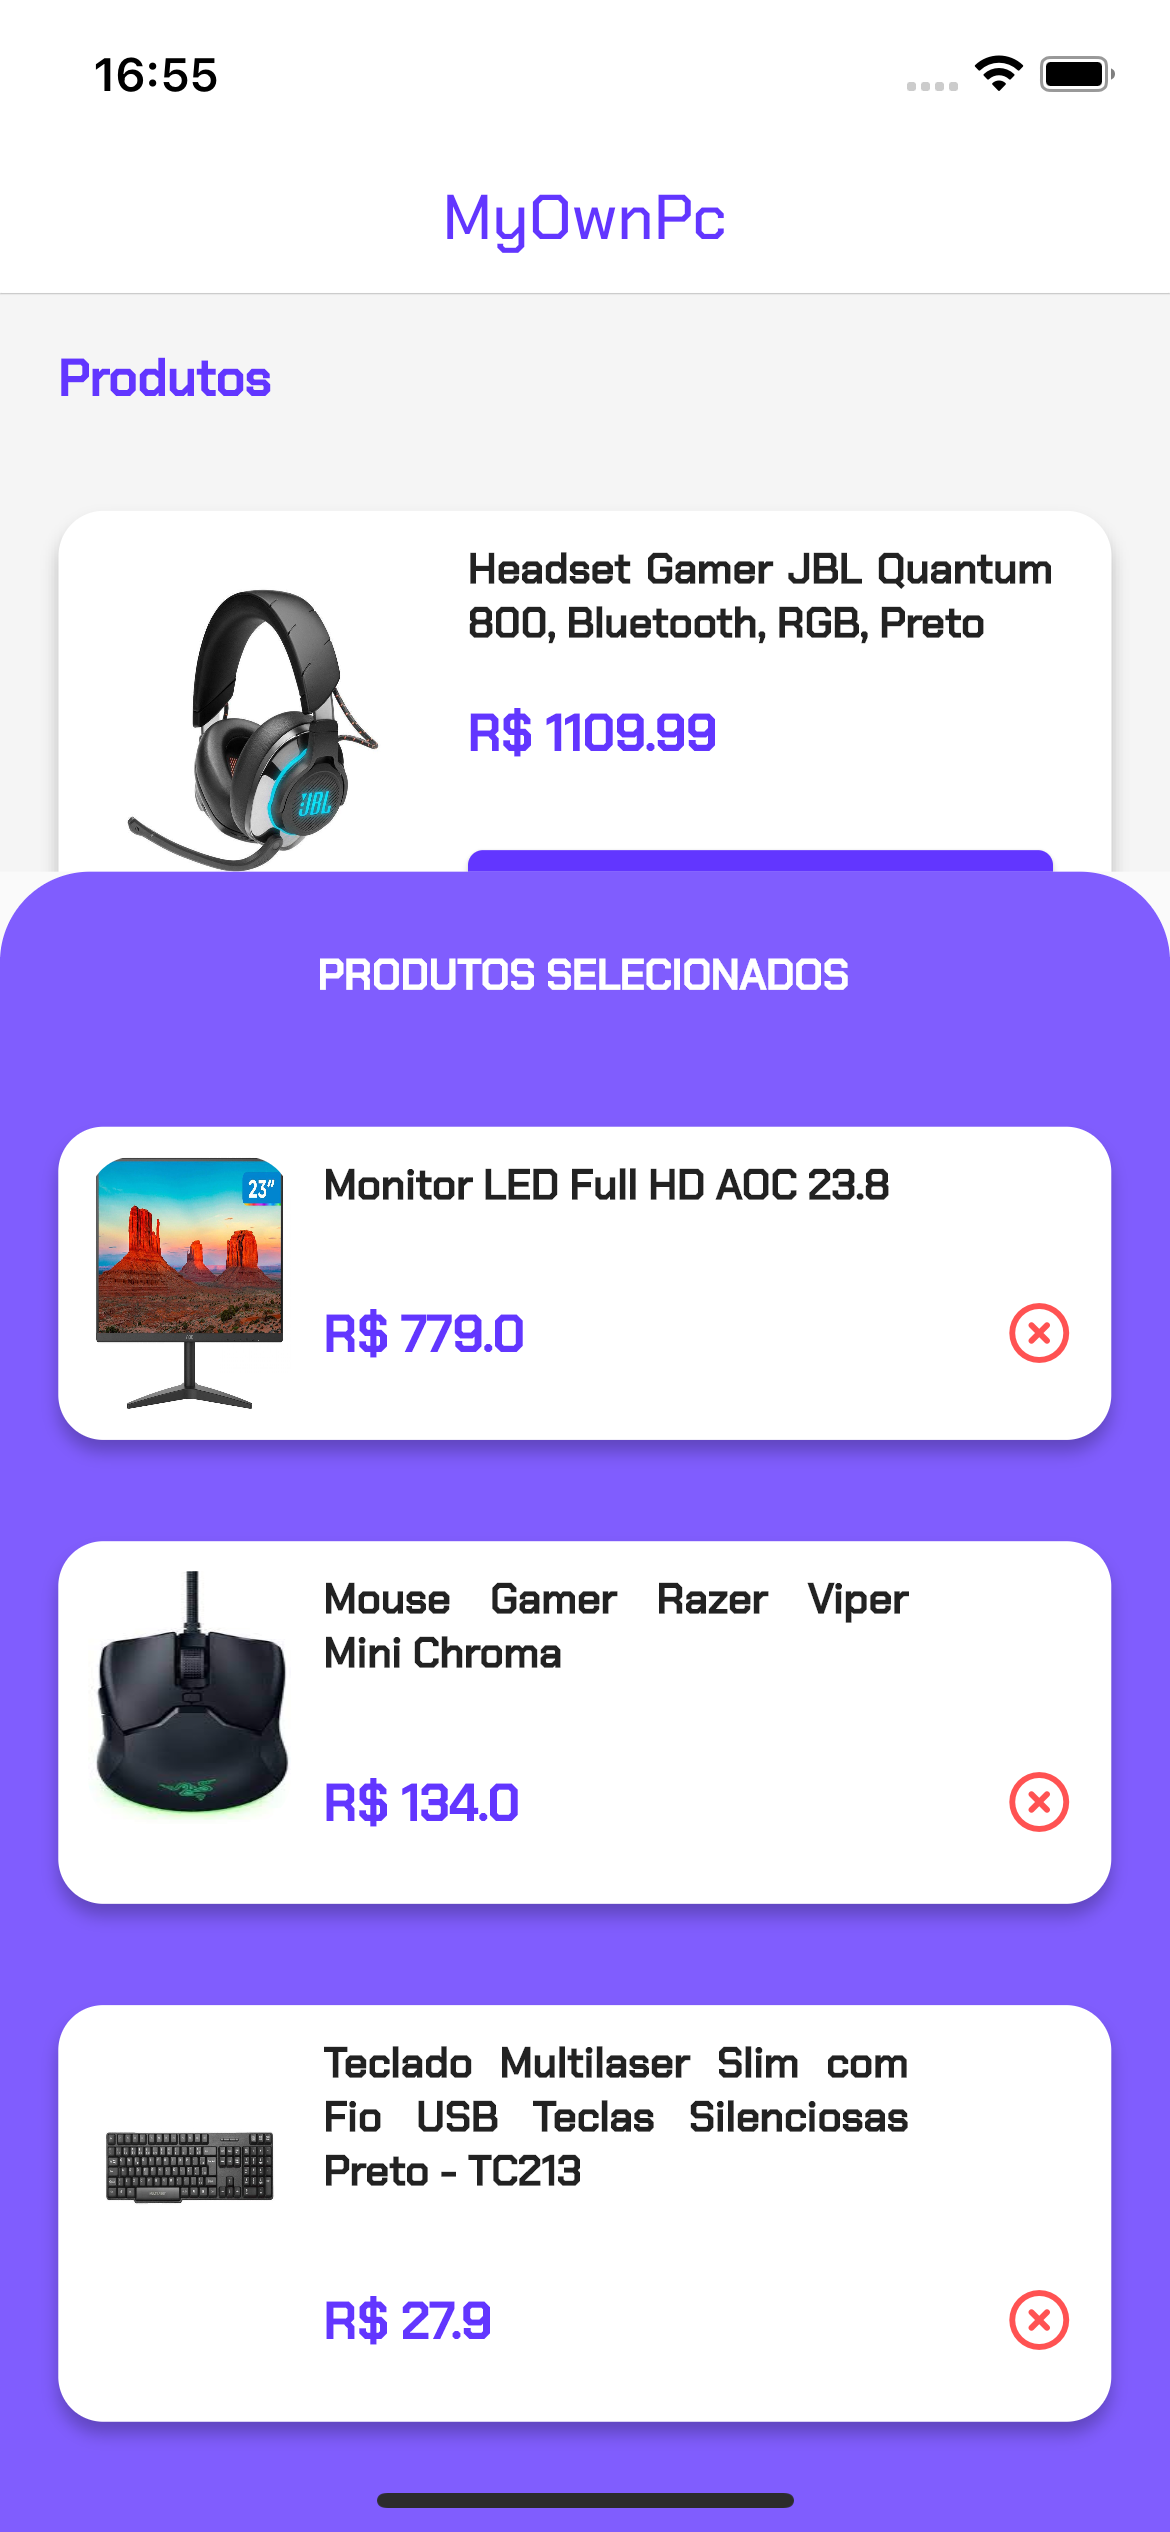 16:55
MyOwnPc
Produtos
Headset Gamer JBL Quantum
800, Bluetooth, RGB, Preto
R$ 1109.99
JBL
PRODUTOS SELECIONADOS
23"
Monitor LED Full HD AOC 23.8
R$ 779.0
Mouse Gamer Razer Viper
Mini Chroma
R$ 134.0
Teclado Multilaser Slim com
Fio USB Teclas Silenciosas
Preto - TC213
R$ 27.9